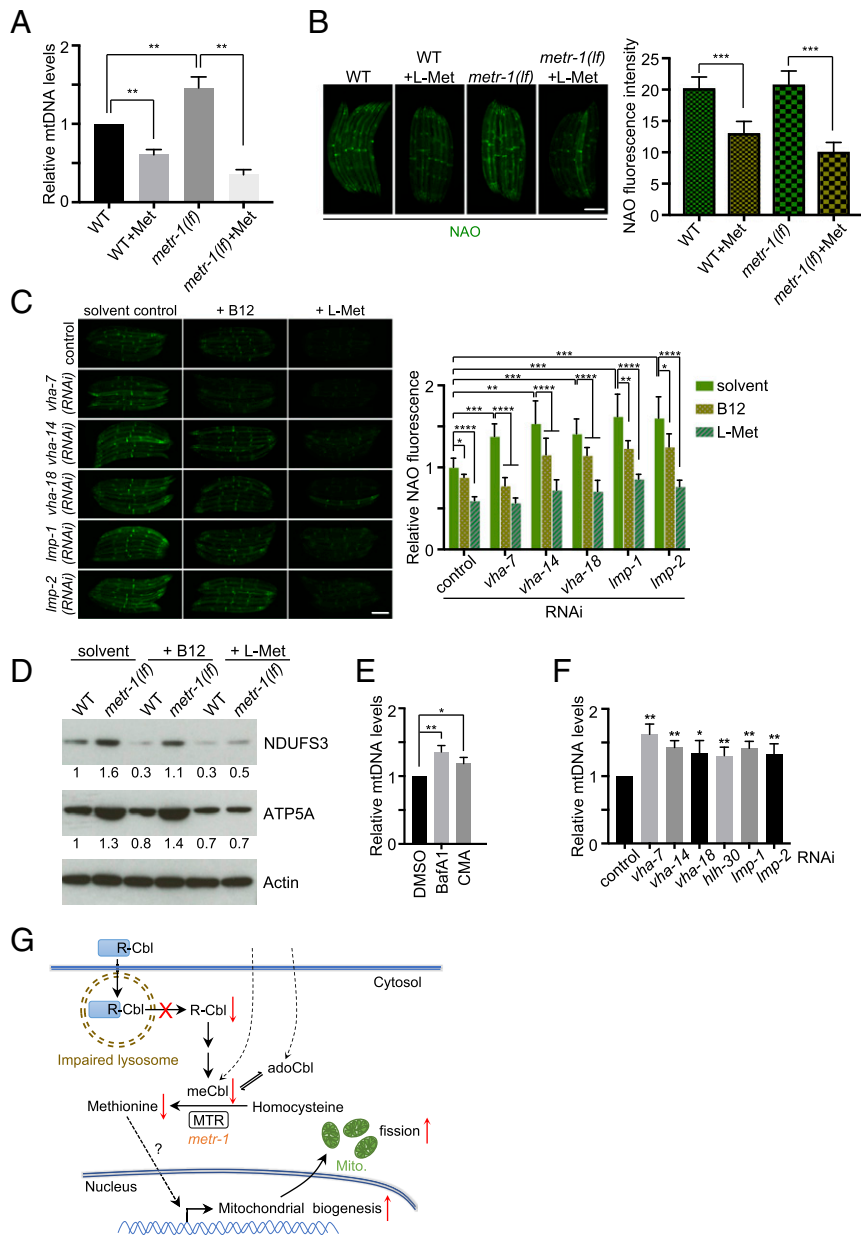 A
Relative mtDNA levels
2
1
0
**
**
**
WT
WT+Met
metr-1(lf)
metr-1(lf)+Met
B
WT
WT
+L-Met
metr-1(lf)
metr-1(lf)
+L-Met
NAO
NAO fluorescence intensity
25
20
15
10
5
0
***
***
WT
WT+Met
metr-1(lf)
metr-1(lf)+Met
C
solvent control
+ B12
+ L-Met
control
vha-7
(RNAi)
vha-14
(RNAi)
vha-18
(RNAi)
lmp-1
(RNAi)
lmp-2
(RNAi)
Relative NAO fluorescence
2
1
0
***
***
***
**
***
****
*
****
****
****
****
**
****
*
solvent
B12
L-Met
control
vha-7
vha-14
vha-18
lmp-1
lmp-2
RNAi
D
solvent
+ B12
+ L-Met
WT
metr-1(lf)
WT
metr-1(lf)
WT
metr-1(lf)
NDUFS3
1 1.6 0.3 1.1 0.3 0.5
ATP5A
1 1.3 0.8 1.4 0.7 0.7
Actin
E
Relative mtDNA levels
2
1
0
*
**
DMSO
BafA1
CMA
F
Relative mtDNA levels
2
1
0
** ** * ** ** **
control
vha-7
vha-14
vha-18
hlh-30
lmp-1
lmp-2
RNAi
G
R-Cbl
Cytosol
R-Cbl
X
R-Cbl
Impaired lysosome
adoCbl
meCbl
Methionine
Homocysteine
MTR
metr-1
fission
Mito.
?
Nucleus
Mitochondrial biogenesis